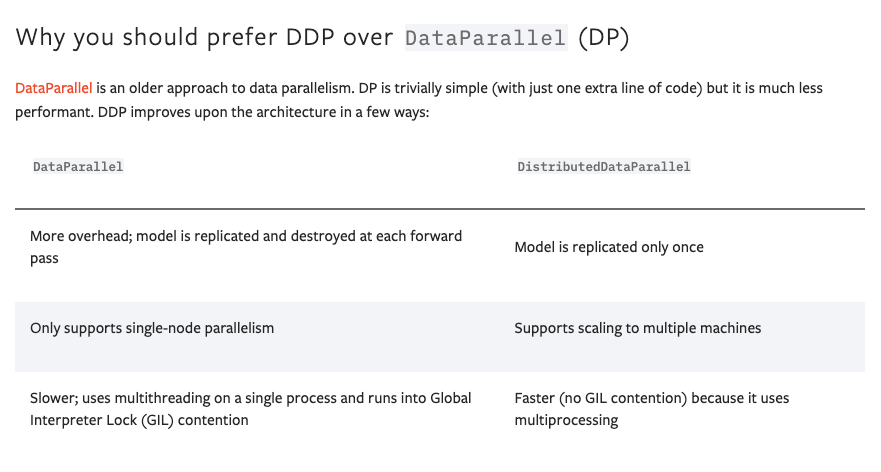 Why you should prefer DDP over DataParallel (DP)
DataParallel is an older approach to data parallelism. DP is trivially simple (with just one extra line of code) but it is much less
performant. DDP improves upon the architecture in a few ways:
DataParallel DistributedDataParallel
More overhead; model is replicated and destroyed at each forward
pass
Model is replicated only once
Only supports single-node parallelism
Supports scaling to multiple machines
Slower; uses multithreading on a single process and runs into Global
Interpreter Lock (GIL) contention
Faster (no GIL contention) because it uses
multiprocessing